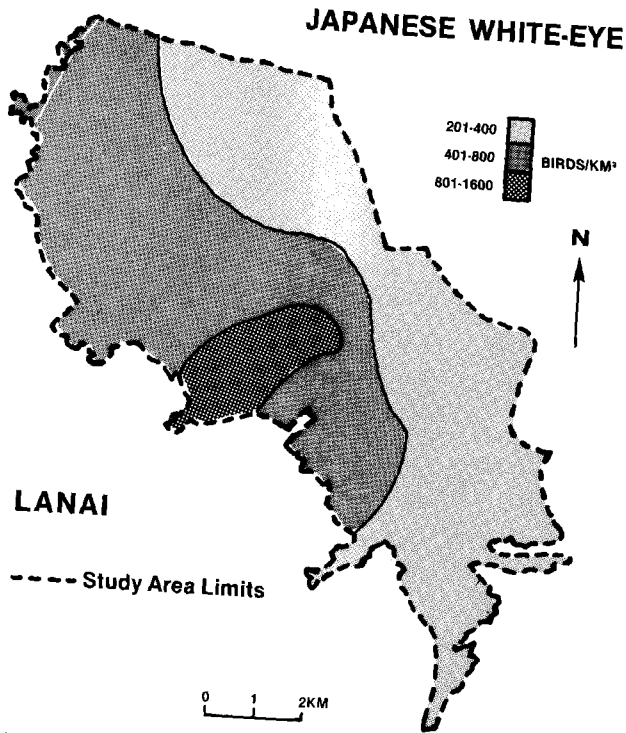 JAPANESE WHITE-EYE
201-400
401-800 BIRDS/KM²
801-1600
N
LANAI
Study Area Limits
0 1 2KM